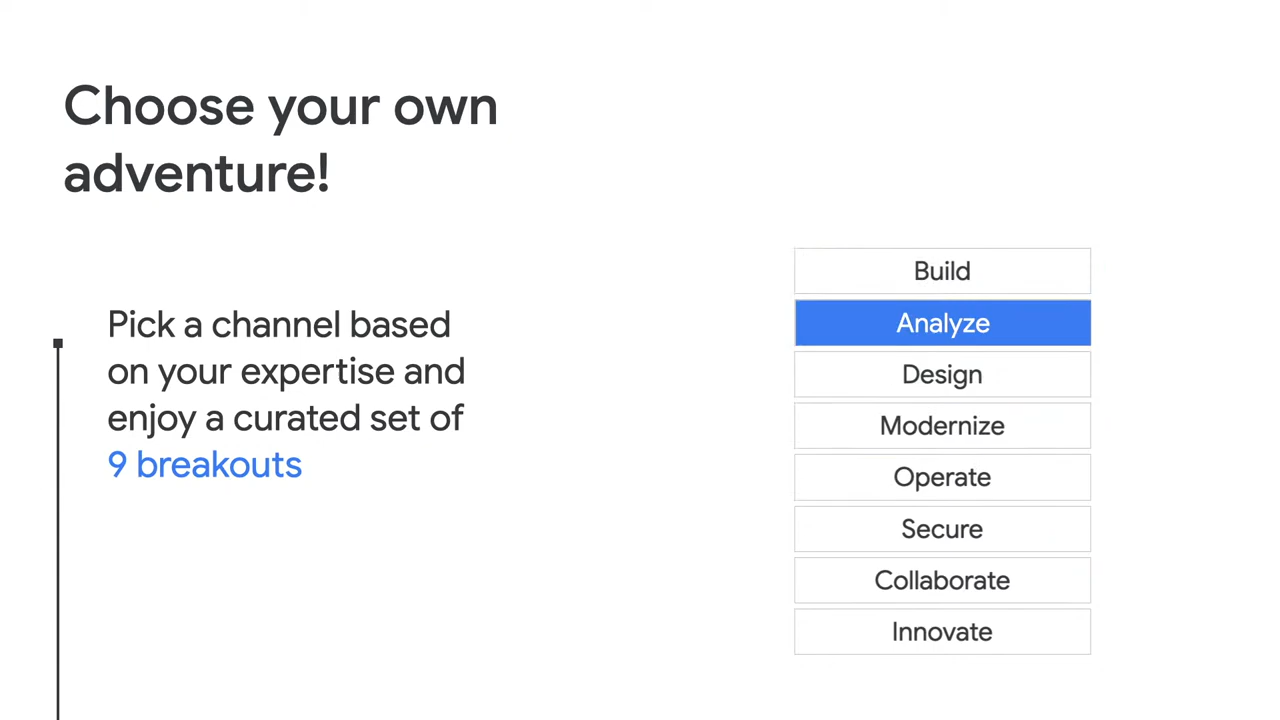 Choose your own
adventure!
Pick a channel based
on your expertise and
enjoy a curated set of
9 breakouts
Build
Analyze
Design
Modernize
Operate
Secure
Collaborate
Innovate